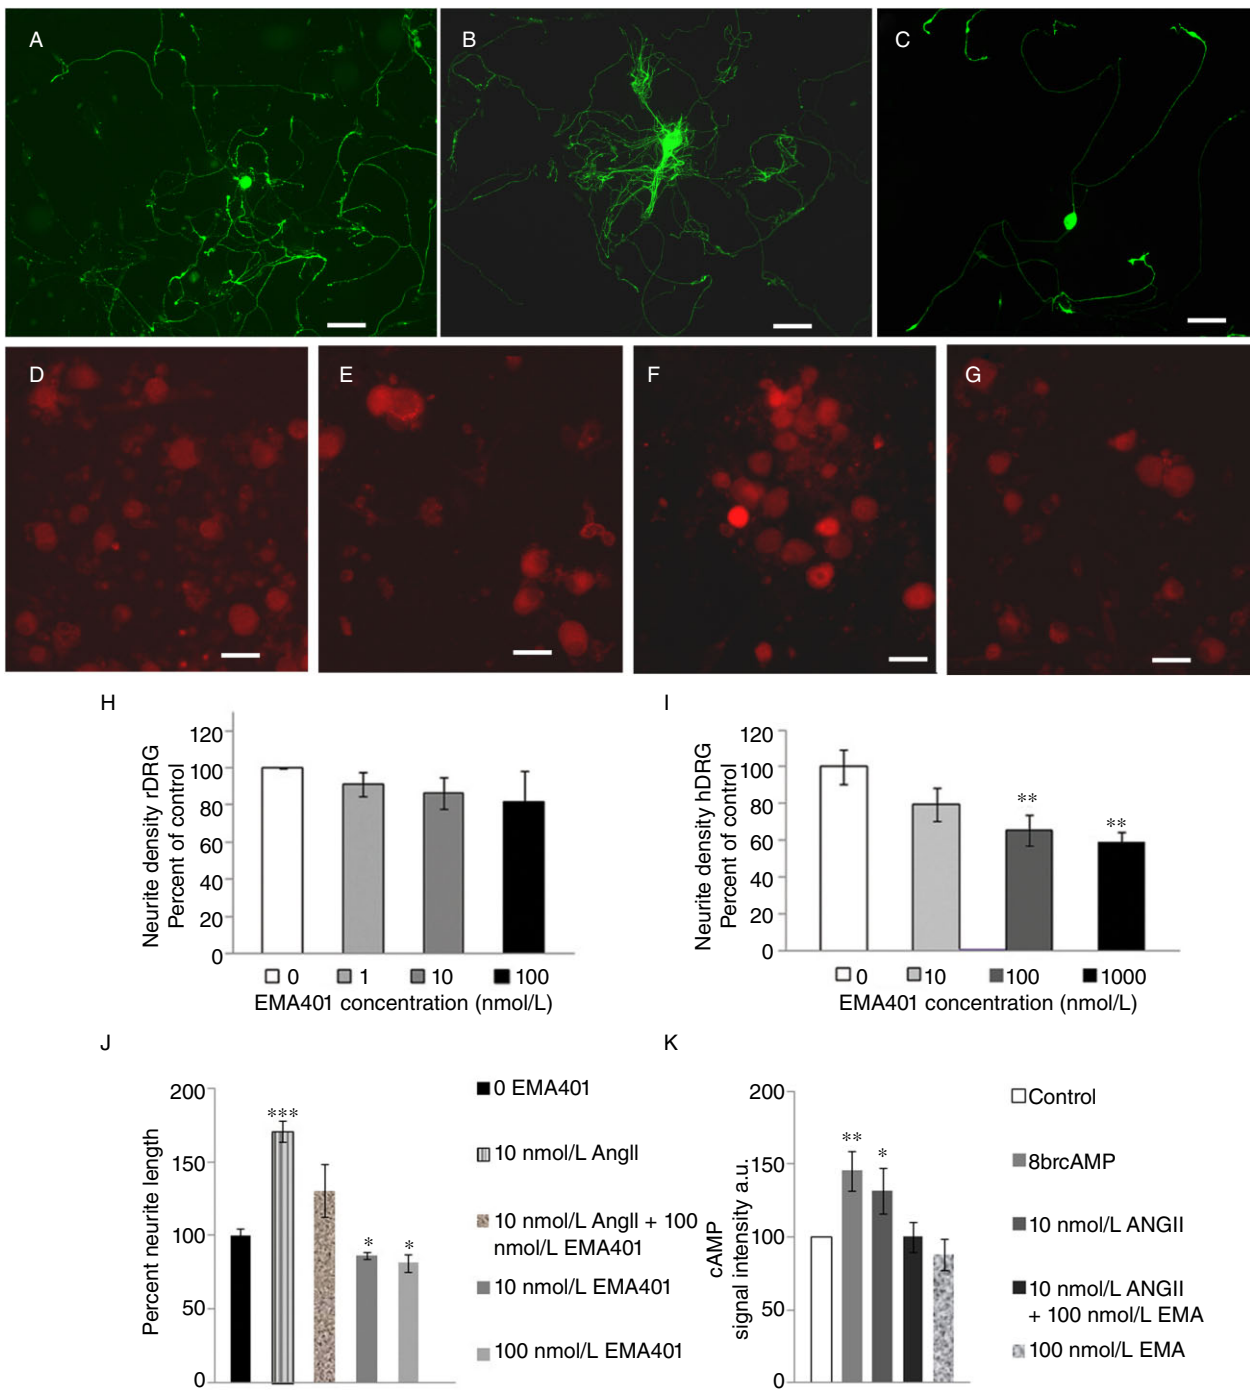 A
B
C
D
E
F
G
H
Neurite density rDRG
Percent of control
120
100
80
60
40
20
0
0 1 10 100
EMA401 concentration (nmol/L)
I
Neurite density hDRG
Percent of control
120
100
80
60
40
20
0
**
**
0 10 100 1000
EMA401 concentration (nmol/L)
J
Percent neurite length
200
150
100
50
0
***
*
*
0 EMA401
10 nmol/L AngII
10 nmol/L AngII + 100
nmol/L EMA401
10 nmol/L EMA401
100 nmol/L EMA401
K
cAMP
signal intensity a.u.
200
150
100
50
0
**
*
Control
8brcAMP
10 nmol/L ANGII
10 nmol/L ANGII
+ 100 nmol/L EMA
100 nmol/L EMA